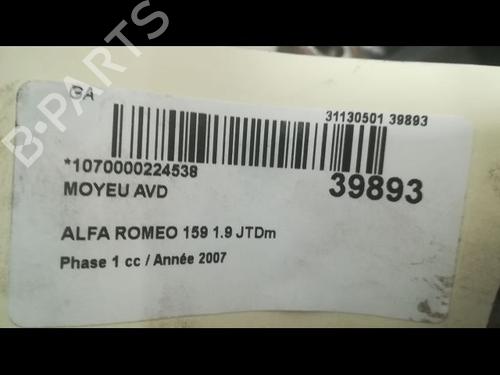 B-PARTS
GA
31130501 39893
*1070000224538
39893
MOYEU AVD
ALFA ROMEO 159 1.9 JTDm
Phase 1 cc / Année 2007